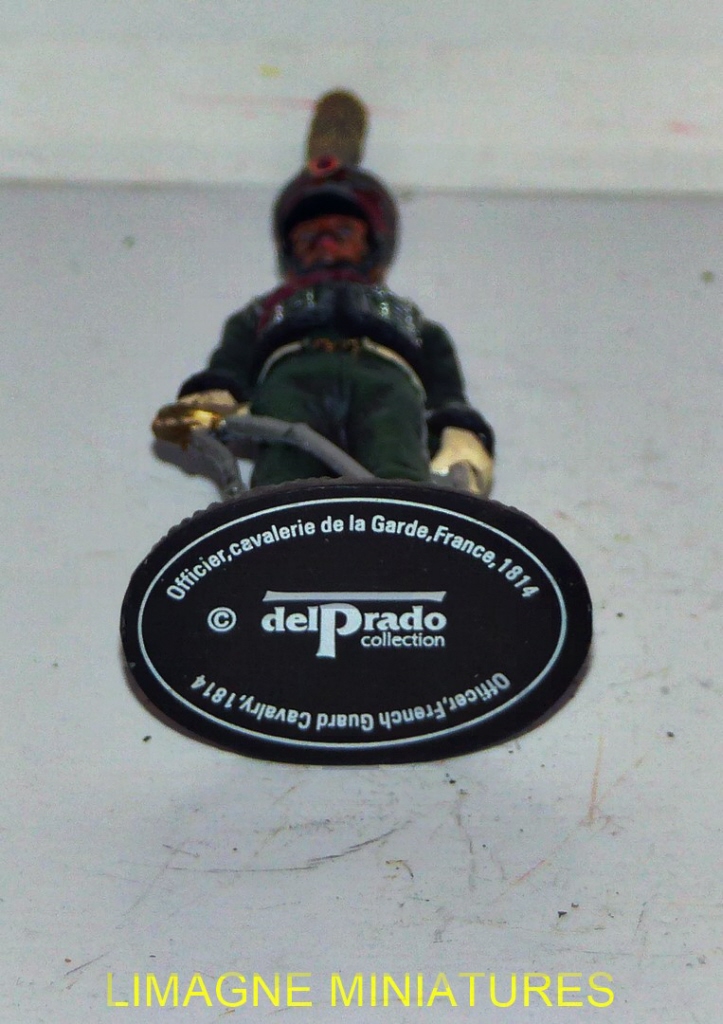 Officier,cavalerie de la Garde,France,1814
© delPrado
collection
Officer,French Guard Cavalry,1814
LIMAGNE MINIATURES